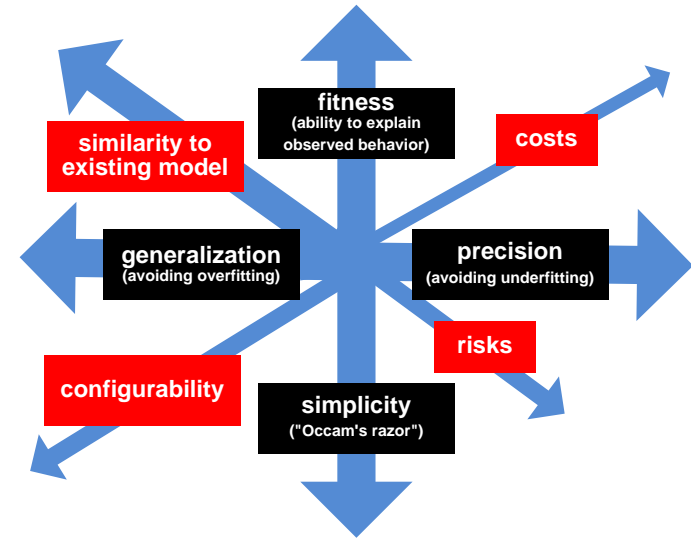 fitness
(ability to explain
observed behavior)
costs
similarity to
existing model
generalization
(avoiding overfitting)
precision
(avoiding underfitting)
risks
configurability
simplicity
("Occam's razor")